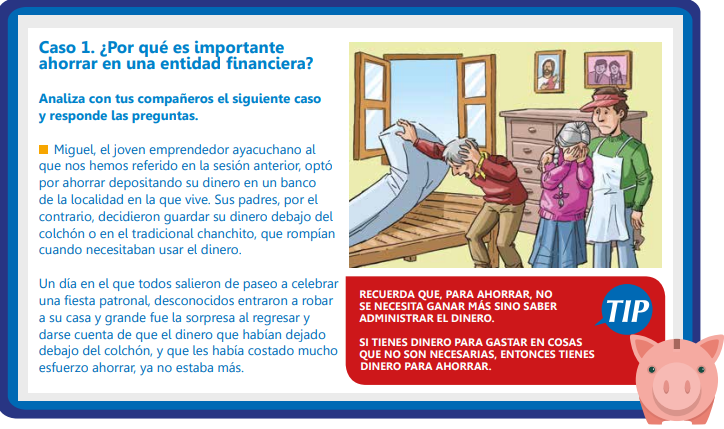 Caso 1. ¿Por qué es importante
ahorrar en una entidad financiera?
Analiza con tus compañeros el siguiente caso
y responde las preguntas.
Miguel, el joven emprendedor ayacuchano al
que nos hemos referido en la sesión anterior, optó
por ahorrar depositando su dinero en un banco
de la localidad en la que vive. Sus padres, por el
contrario, decidieron guardar su dinero debajo del
colchón o en el tradicional chanchito, que rompían
cuando necesitaban usar el dinero.
Un día en el que todos salieron de paseo a celebrar
una fiesta patronal, desconocidos entraron a robar
a su casa y grande fue la sorpresa al regresar y
darse cuenta de que el dinero que habían dejado
debajo del colchón, y que les había costado mucho
esfuerzo ahorrar, ya no estaba más.
RECUERDA QUE, PARA AHORRAR, NO
SE NECESITA GANAR MÁS SINO SABER
ADMINISTRAR EL DINERO.
SI TIENES DINERO PARA GASTAR EN COSAS
QUE NO SON NECESARIAS, ENTONCES TIENES
DINERO PARA AHORRAR.
TIP